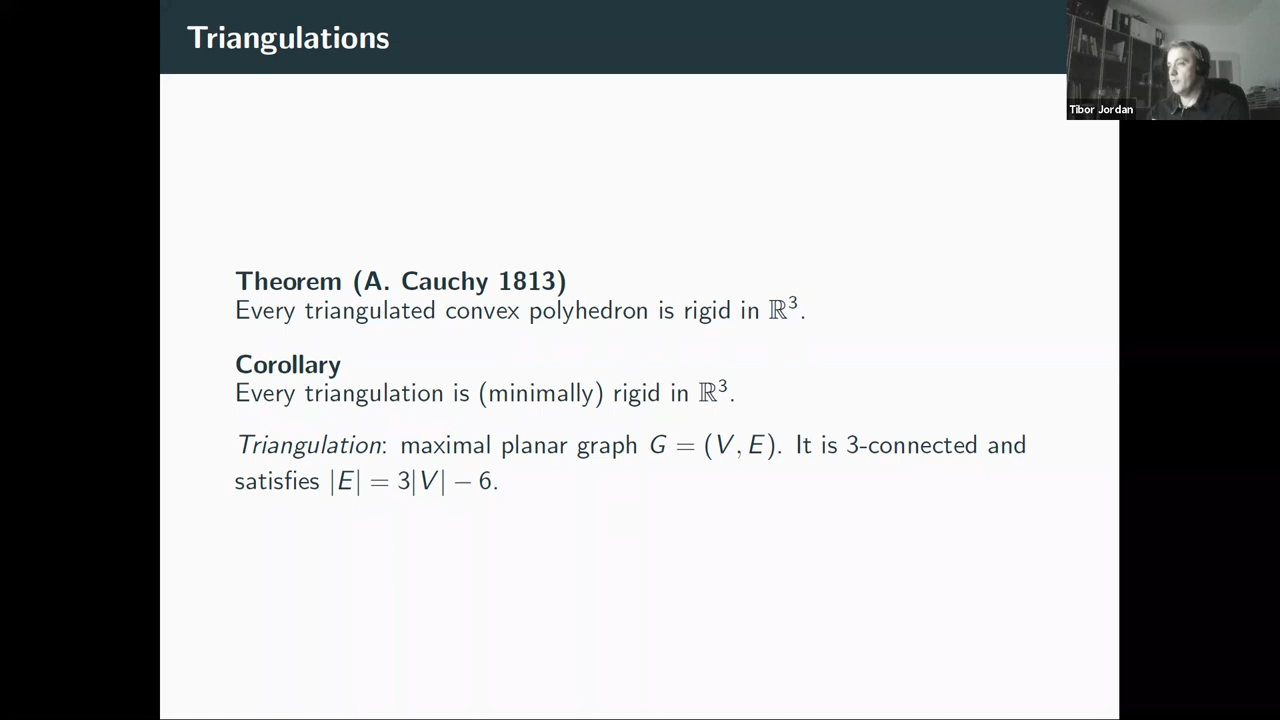 Triangulations
Tibor Jordan
Theorem (A. Cauchy 1813)
Every triangulated convex polyhedron is rigid in ℝ³.
Corollary
Every triangulation is (minimally) rigid in ℝ³.
Triangulation: maximal planar graph G = (V, E). It is 3-connected and
satisfies |E| = 3|V| − 6.